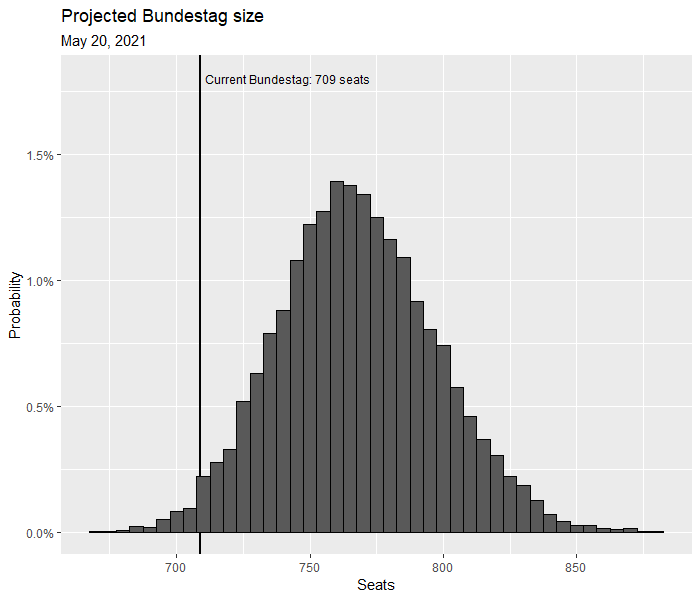 Projected Bundestag size
May 20, 2021
Current Bundestag: 709 seats
1.5%
1.0%
0.5%
0.0%
Probability
700 750 800 850
Seats